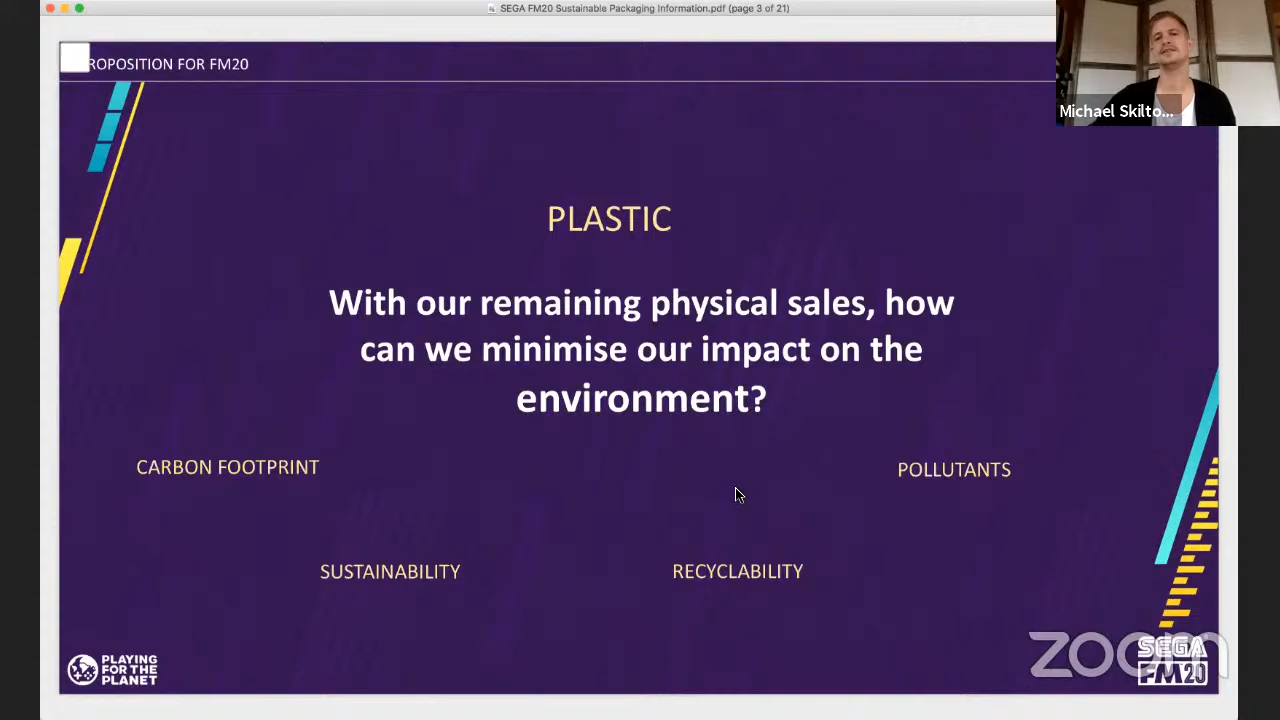 SEGA FM20 Sustainable Packaging Information.pdf (page 3 of 21)
ROPOSITION FOR FM20
Michael Skilto...
PLASTIC
With our remaining physical sales, how
can we minimise our impact on the
environment?
CARBON FOOTPRINT
POLLUTANTS
SUSTAINABILITY
RECYCLABILITY
PLAYING
FOR THE
PLANET
zoom
SEGA
FM20